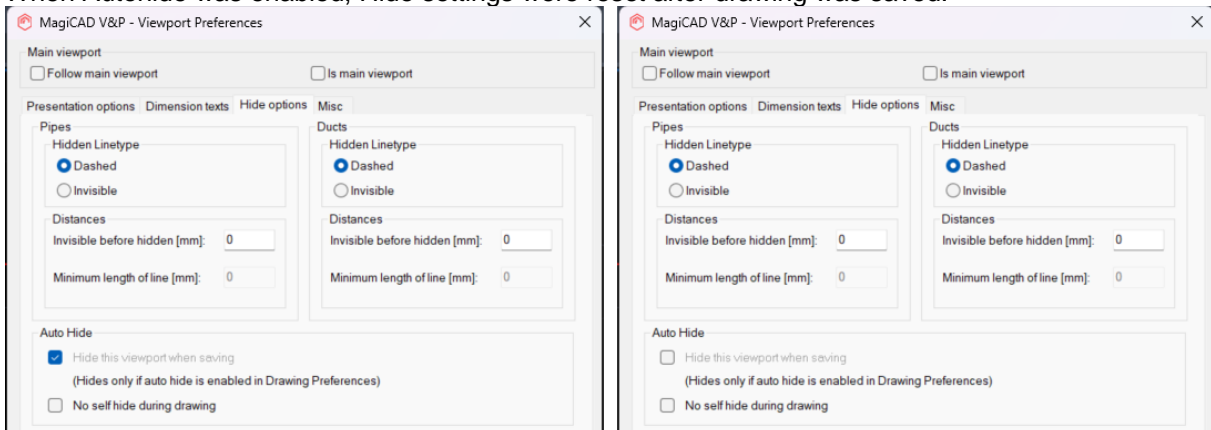 When Autohide was enabled, Hide settings were reset after drawing was saved.
MagiCAD V&P - Viewport Preferences
Main viewport
Follow main viewport
Is main viewport
Presentation options Dimension texts Hide options Misc
Pipes
Hidden Linetype
Dashed
Invisible
Distances
Invisible before hidden [mm]: 0
Minimum length of line [mm]: 0
Ducts
Hidden Linetype
Dashed
Invisible
Distances
Invisible before hidden [mm]: 0
Minimum length of line [mm]: 0
Auto Hide
Hide this viewport when saving
(Hides only if auto hide is enabled in Drawing Preferences)
No self hide during drawing
MagiCAD V&P - Viewport Preferences
Main viewport
Follow main viewport
Is main viewport
Presentation options Dimension texts Hide options Misc
Pipes
Hidden Linetype
Dashed
Invisible
Distances
Invisible before hidden [mm]: 0
Minimum length of line [mm]: 0
Ducts
Hidden Linetype
Dashed
Invisible
Distances
Invisible before hidden [mm]: 0
Minimum length of line [mm]: 0
Auto Hide
Hide this viewport when saving
(Hides only if auto hide is enabled in Drawing Preferences)
No self hide during drawing